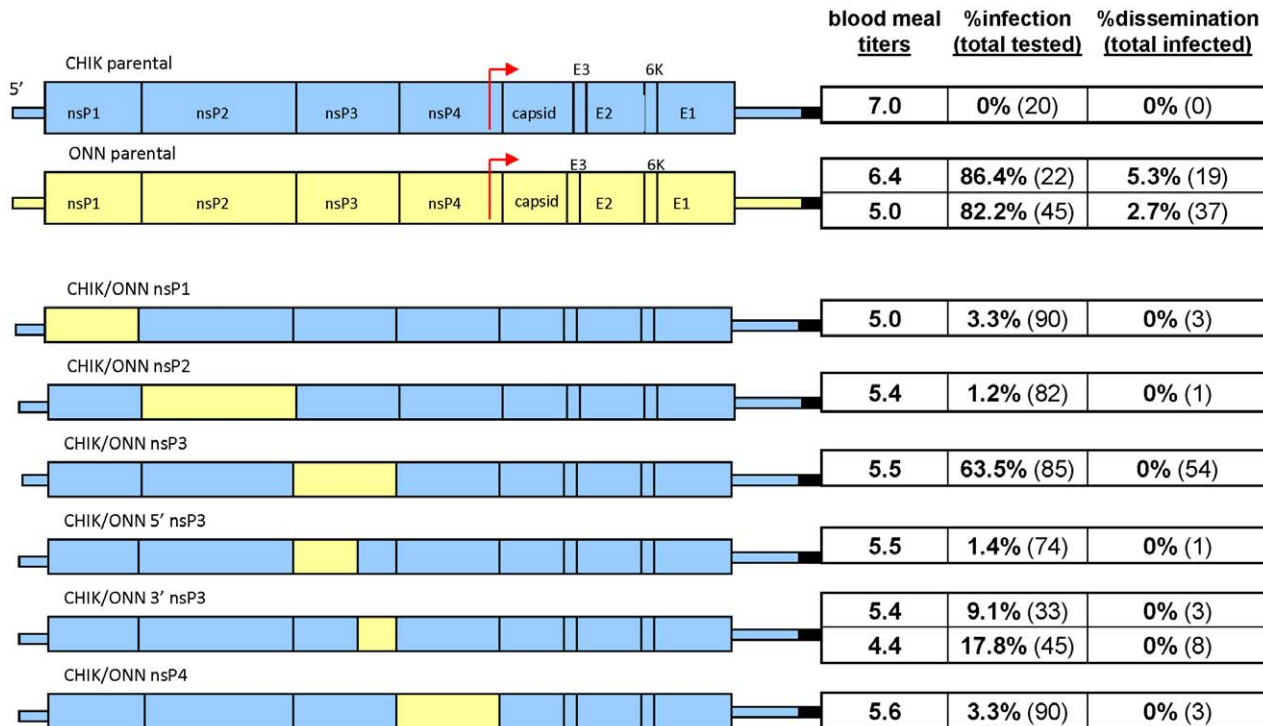 blood meal %infection %dissemination
titers (total tested) (total infected)
CHIK parental
E3 6K
5′
nsP1 nsP2 nsP3 nsP4 capsid E2 E1
7.0 0% (20) 0% (0)
ONN parental
E3 6K
nsP1 nsP2 nsP3 nsP4 capsid E2 E1
6.4 86.4% (22) 5.3% (19)
5.0 82.2% (45) 2.7% (37)
CHIK/ONN nsP1
5.0 3.3% (90) 0% (3)
CHIK/ONN nsP2
5.4 1.2% (82) 0% (1)
CHIK/ONN nsP3
5.5 63.5% (85) 0% (54)
CHIK/ONN 5′ nsP3
5.5 1.4% (74) 0% (1)
CHIK/ONN 3′ nsP3
5.4 9.1% (33) 0% (3)
4.4 17.8% (45) 0% (8)
CHIK/ONN nsP4
5.6 3.3% (90) 0% (3)